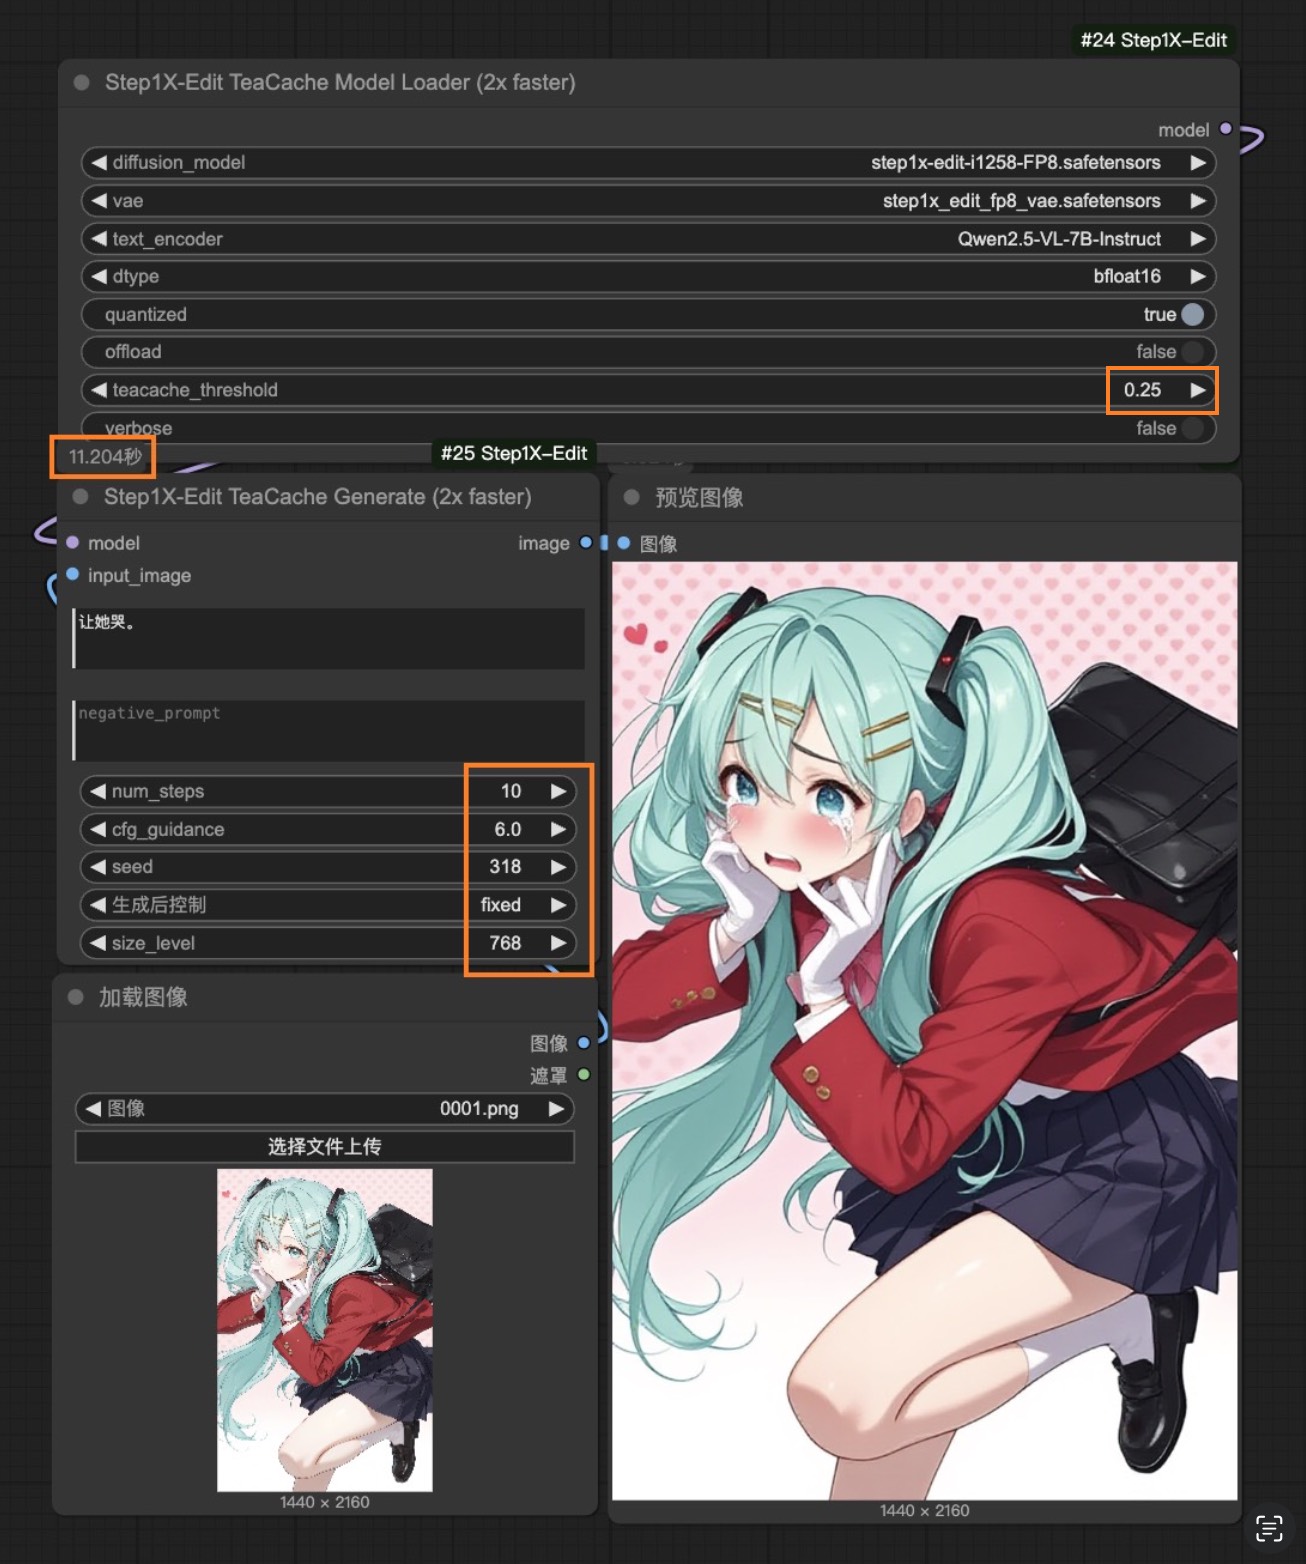 #24 Step1X-Edit
Step1X-Edit TeaCache Model Loader (2x faster)
model
diffusion_model step1x-edit-i1258-FP8.safetensors
vae step1x_edit_fp8_vae.safetensors
text_encoder Qwen2.5-VL-7B-Instruct
dtype bfloat16
quantized true
offload false
teacache_threshold 0.25
verbose false
11.204秒
#25 Step1X-Edit
Step1X-Edit TeaCache Generate (2x faster)
model image
input_image
让她哭。
negative_prompt
num_steps 10
cfg_guidance 6.0
seed 318
生成后控制 fixed
size_level 768
预览图像
图像
1440 × 2160
加载图像
图像
遮罩
图像 0001.png
选择文件上传
1440 × 2160